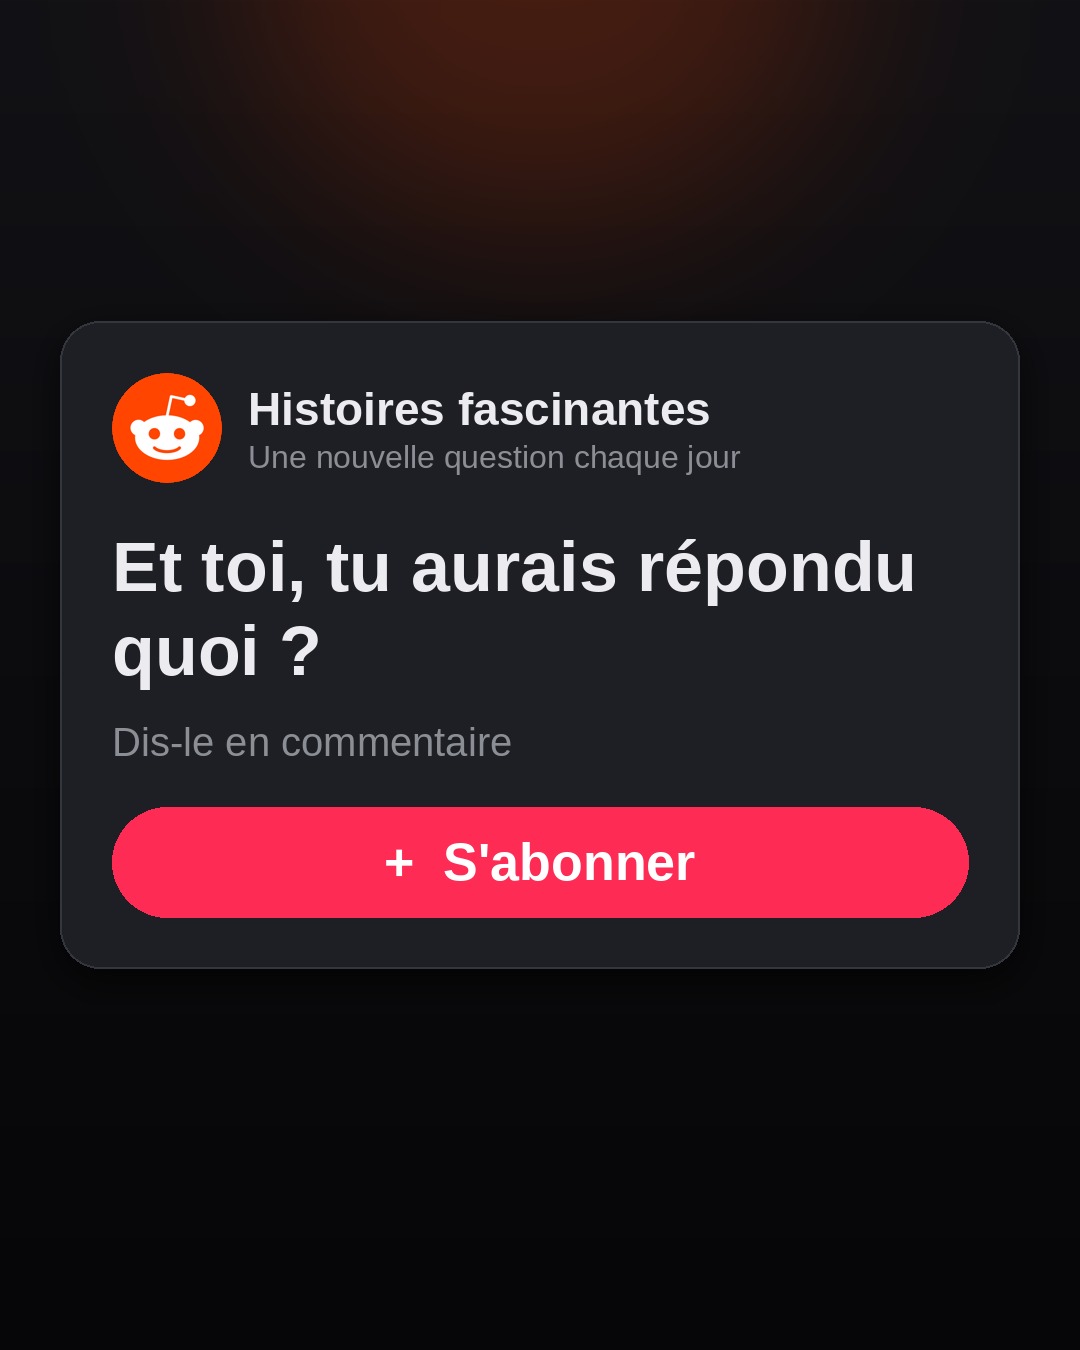 Histoires fascinantes
Une nouvelle question chaque jour
Et toi, tu aurais répondu
quoi ?
Dis-le en commentaire
+ S'abonner